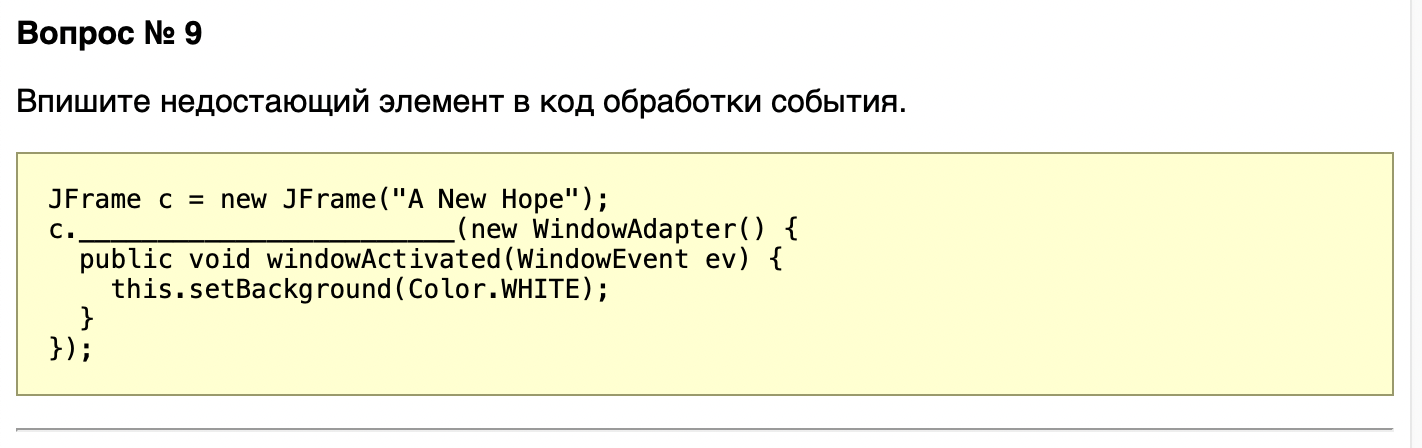 Вопрос № 9
Впишите недостающий элемент в код обработки события.
JFrame c = new JFrame("A New Hope");
c.________________________(new WindowAdapter() {
  public void windowActivated(WindowEvent ev) {
    this.setBackground(Color.WHITE);
  }
});